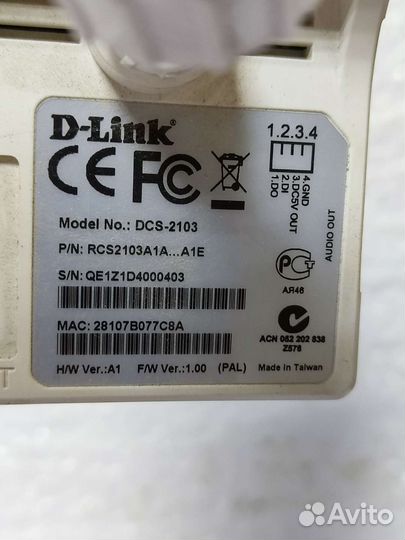 D-Link®
1.2.3.4
CE FC
4.GND
3.DC5V OUT
2.DI
1.DO
AUDIO OUT
Model No.: DCS-2103
P/N: RCS2103A1A...A1E
S/N: QE1Z1D4000403
АЯ46
MAC: 28107B077C8A
ACN 052 202 838
Z576
H/W Ver.:A1 F/W Ver.:1.00 (PAL) Made in Taiwan
T
Avito